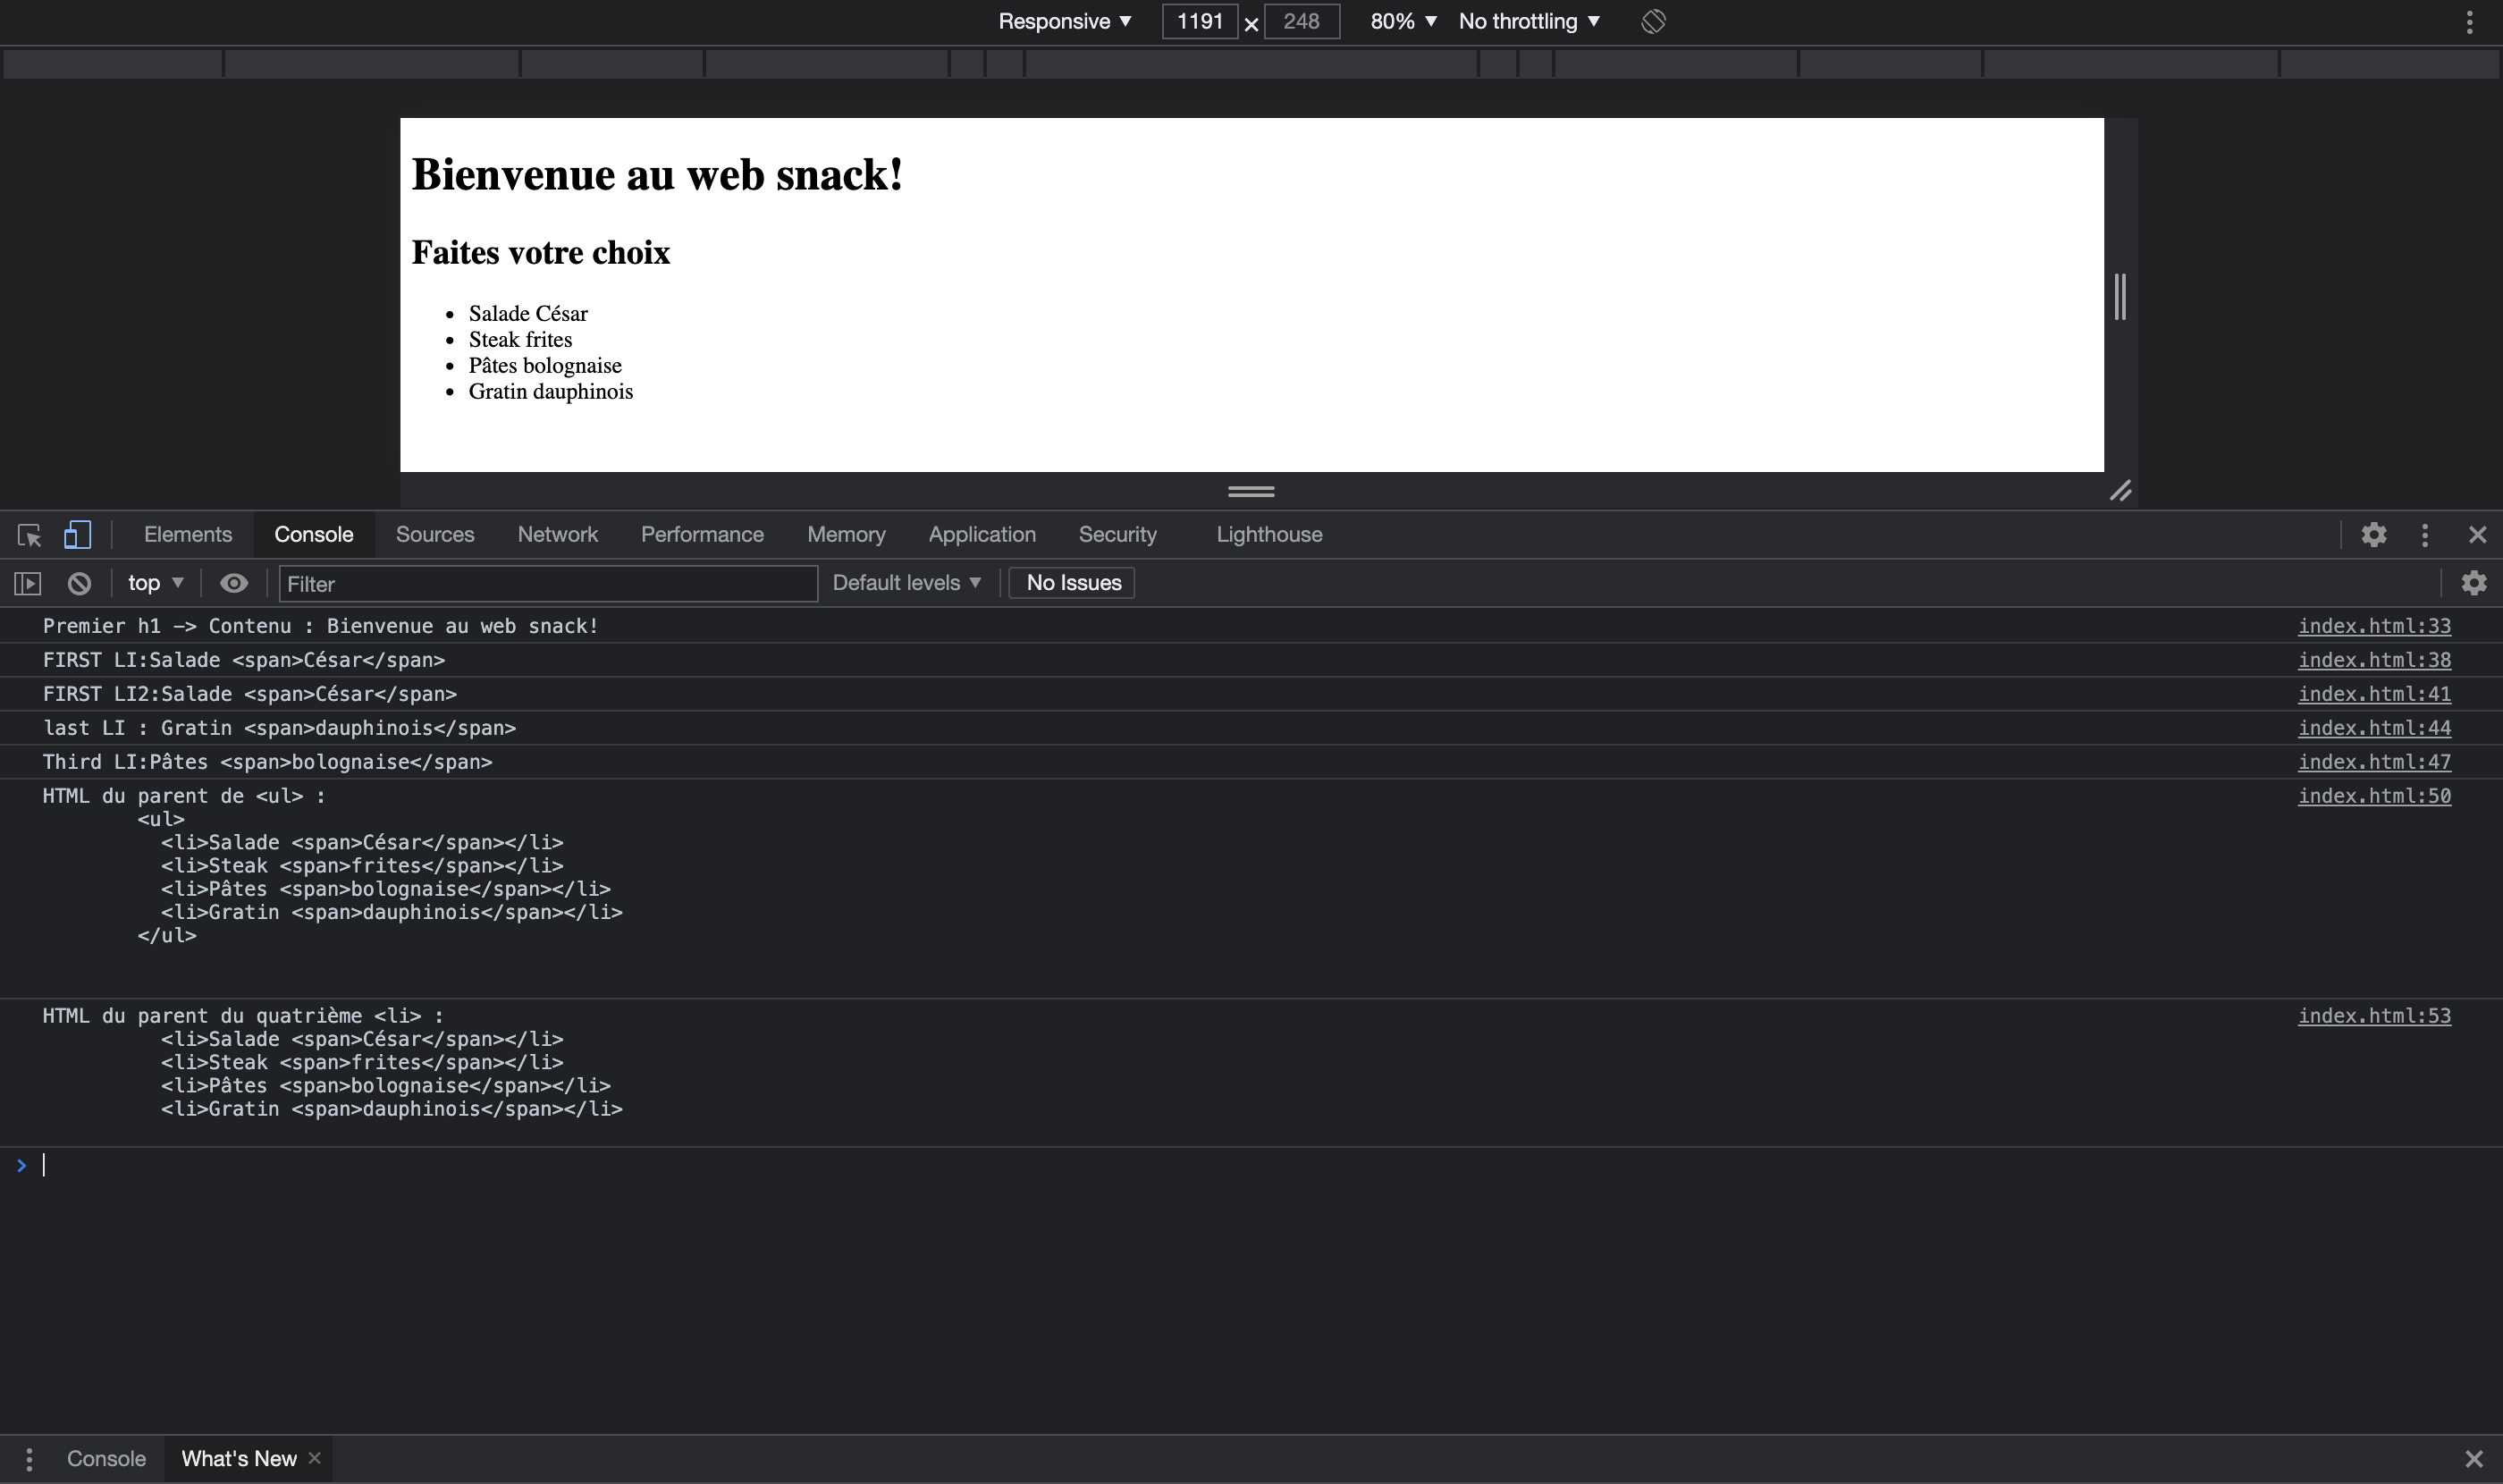 Responsive ▼ 1191 × 248 80% ▼ No throttling ▼
Bienvenue au web snack!
Faites votre choix
• Salade César
• Steak frites
• Pâtes bolognaise
• Gratin dauphinois
Elements Console Sources Network Performance Memory Application Security Lighthouse
top ▼ Filter Default levels ▼ No Issues
Premier h1 -> Contenu : Bienvenue au web snack! index.html:33
FIRST LI:Salade <span>César</span> index.html:38
FIRST LI2:Salade <span>César</span> index.html:41
last LI : Gratin <span>dauphinois</span> index.html:44
Third LI:Pâtes <span>bolognaise</span> index.html:47
HTML du parent de <ul> : index.html:50
<ul>
<li>Salade <span>César</span></li>
<li>Steak <span>frites</span></li>
<li>Pâtes <span>bolognaise</span></li>
<li>Gratin <span>dauphinois</span></li>
</ul>
HTML du parent du quatrième <li> : index.html:53
<li>Salade <span>César</span></li>
<li>Steak <span>frites</span></li>
<li>Pâtes <span>bolognaise</span></li>
<li>Gratin <span>dauphinois</span></li>
>
Console What's New ×